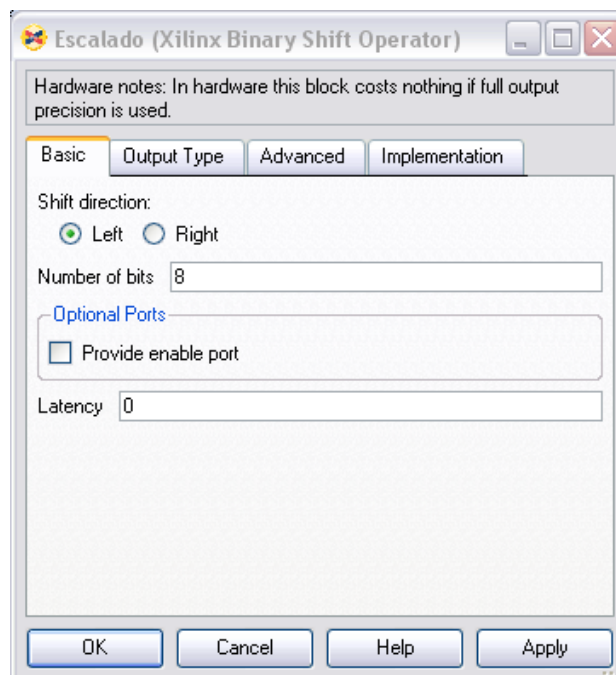 Escalado (Xilinx Binary Shift Operator)
Hardware notes: In hardware this block costs nothing if full output
precision is used.
Basic Output Type Advanced Implementation
Shift direction:
Left Right
Number of bits 8
Optional Ports
Provide enable port
Latency 0
OK Cancel Help Apply